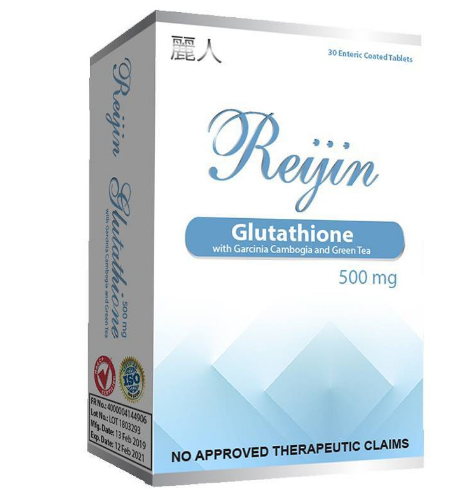 麗人
30 Enteric Coated Tablets
Reijin
Glutathione
with Garcinia Cambogia and Green Tea
500 mg
NO APPROVED THERAPEUTIC CLAIMS
Reijin Glutathione - 500 mg
with Garcinia Cambogia and Green Tea
ISO
FR No.: 4000004144906
Lot No.: LOT1803293
Mfg. Date: 13 Feb 2019
Exp. Date: 12 Feb 2021